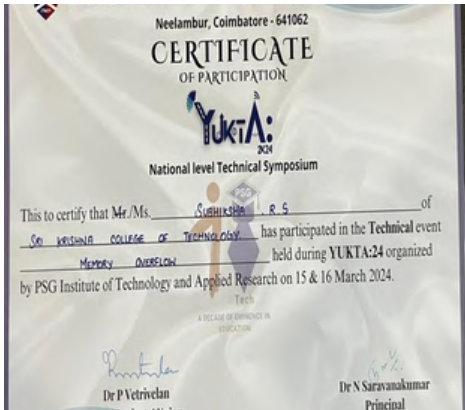 Neelambur, Coimbatore - 641062
CERTIFICATE
OF PARTICIPATION
YUKTA:
2K24
National level Technical Symposium
PSG
This to certify that Mr./Ms. SUBHIKSHA R S of
SRI KRISHNA COLLEGE OF TECHNOLOGY has participated in the Technical event
MEMORY OVERFLOW held during YUKTA:24 organized
by PSG Institute of Technology and Applied Research on 15 & 16 March 2024.
Tech
A DECADE OF EMINENCE IN
EDUCATION
Dr P Vetrivelan
Dr N Saravanakumar
Principal